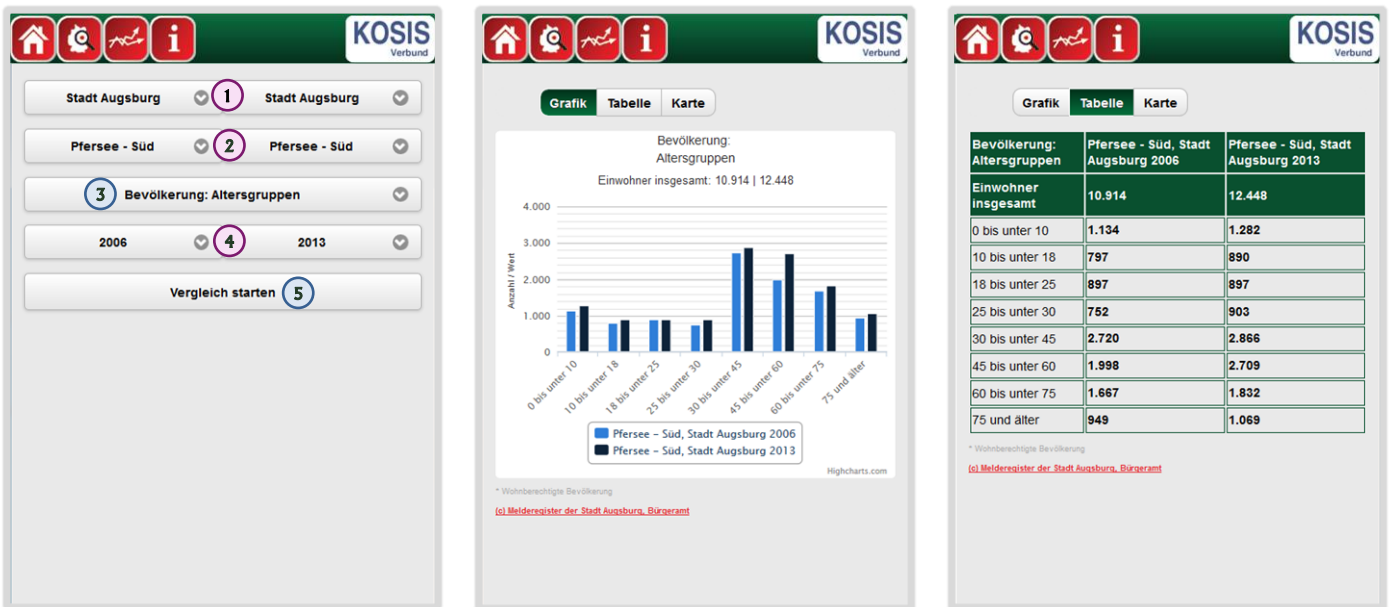 KOSIS
Verbund
Stadt Augsburg 1 Stadt Augsburg
Pfersee - Süd 2 Pfersee - Süd
3 Bevölkerung: Altersgruppen
2006 4 2013
Vergleich starten 5
KOSIS
Verbund
Grafik Tabelle Karte
Bevölkerung:
Altersgruppen
Einwohner insgesamt: 10.914 | 12.448
Anzahl / Wert
4.000
3.000
2.000
1.000
0
0 bis unter 10
10 bis unter 18
18 bis unter 25
25 bis unter 30
30 bis unter 45
45 bis unter 60
60 bis unter 75
75 und älter
Pfersee – Süd, Stadt Augsburg 2006
Pfersee – Süd, Stadt Augsburg 2013
Highcharts.com
* Wohnberechtigte Bevölkerung
(c) Melderegister der Stadt Augsburg, Bürgeramt
KOSIS
Verbund
Grafik Tabelle Karte
Bevölkerung: Pfersee - Süd, Stadt Pfersee - Süd, Stadt
Altersgruppen Augsburg 2006 Augsburg 2013
Einwohner
insgesamt 10.914 12.448
0 bis unter 10 1.134 1.282
10 bis unter 18 797 890
18 bis unter 25 897 897
25 bis unter 30 752 903
30 bis unter 45 2.720 2.866
45 bis unter 60 1.998 2.709
60 bis unter 75 1.667 1.832
75 und älter 949 1.069
* Wohnberechtigte Bevölkerung
(c) Melderegister der Stadt Augsburg, Bürgeramt